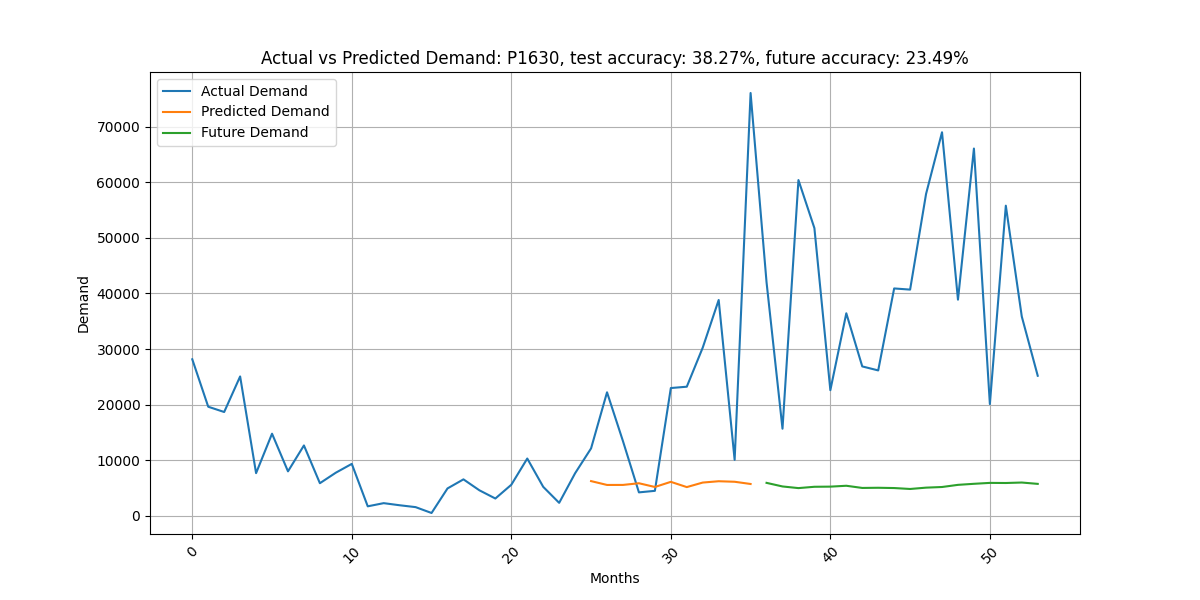 Actual vs Predicted Demand: P1630, test accuracy: 38.27%, future accuracy: 23.49%
Actual Demand
Predicted Demand
Future Demand
70000
60000
50000
40000
30000
20000
10000
0
Demand
0
10
20
30
40
50
Months